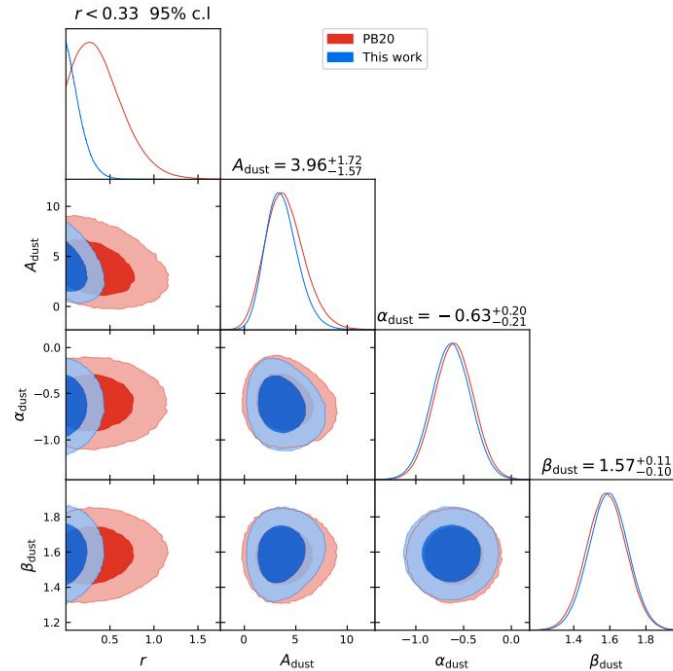 r < 0.33 95% c.l
PB20
This work
A_dust = 3.96^{+1.72}_{-1.57}
10
5
0
A_dust
α_dust = −0.63^{+0.20}_{-0.21}
0.0
−0.5
−1.0
α_dust
β_dust = 1.57^{+0.11}_{-0.10}
1.8
1.6
1.4
1.2
β_dust
0.5 1.0 1.5
0 5 10
−1.0 −0.5 0.0
1.4 1.6 1.8
r
A_dust
α_dust
β_dust